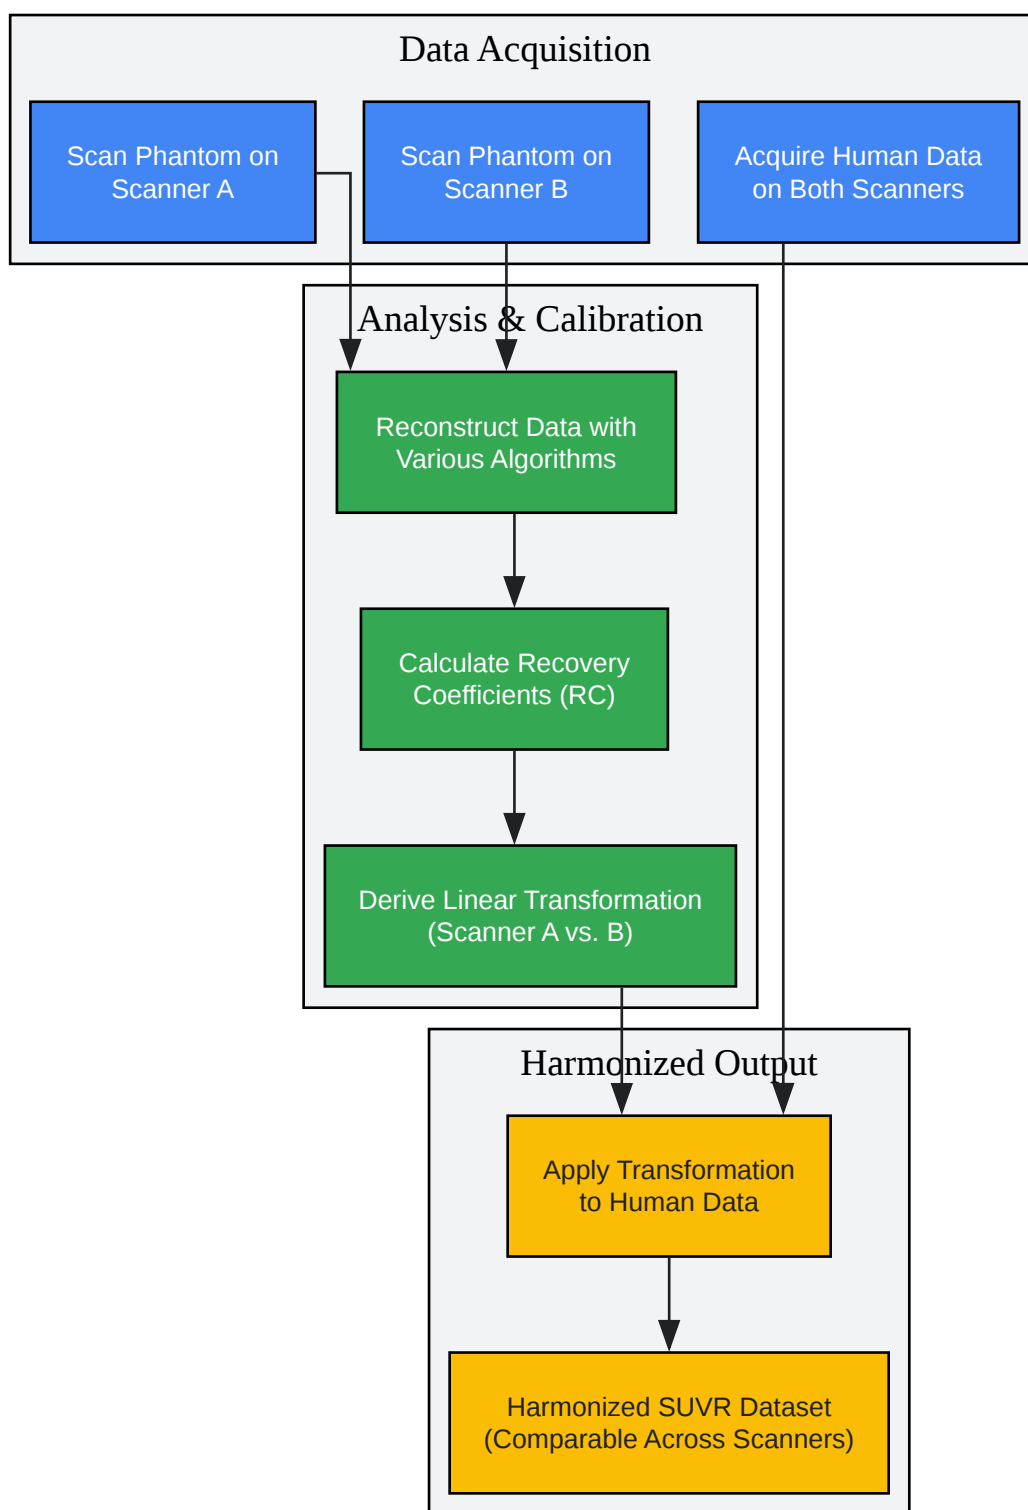 Data Acquisition
Scan Phantom on
Scanner A
Scan Phantom on
Scanner B
Acquire Human Data
on Both Scanners
Analysis & Calibration
Reconstruct Data with
Various Algorithms
Calculate Recovery
Coefficients (RC)
Derive Linear Transformation
(Scanner A vs. B)
Harmonized Output
Apply Transformation
to Human Data
Harmonized SUVR Dataset
(Comparable Across Scanners)